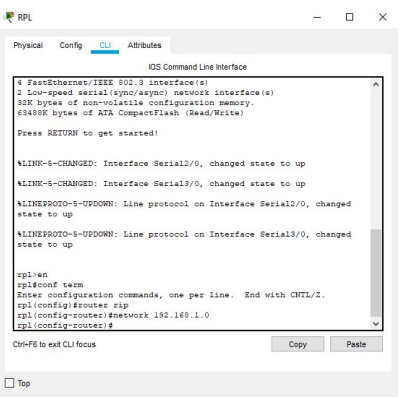 RPL
Physical Config CLI Attributes
IOS Command Line Interface
4 FastEthernet/IEEE 802.3 interface(s)
2 Low-speed serial(sync/async) network interface(s)
32K bytes of non-volatile configuration memory.
63488K bytes of ATA CompactFlash (Read/Write)
Press RETURN to get started!
%LINK-5-CHANGED: Interface Serial2/0, changed state to up
%LINK-5-CHANGED: Interface Serial3/0, changed state to up
%LINEPROTO-5-UPDOWN: Line protocol on Interface Serial2/0, changed
state to up
%LINEPROTO-5-UPDOWN: Line protocol on Interface Serial3/0, changed
state to up
rpl>en
rpl#conf term
Enter configuration commands, one per line. End with CNTL/Z.
rpl(config)#router rip
rpl(config-router)#network 192.168.1.0
rpl(config-router)#
Ctrl+F6 to exit CLI focus
Copy Paste
Top